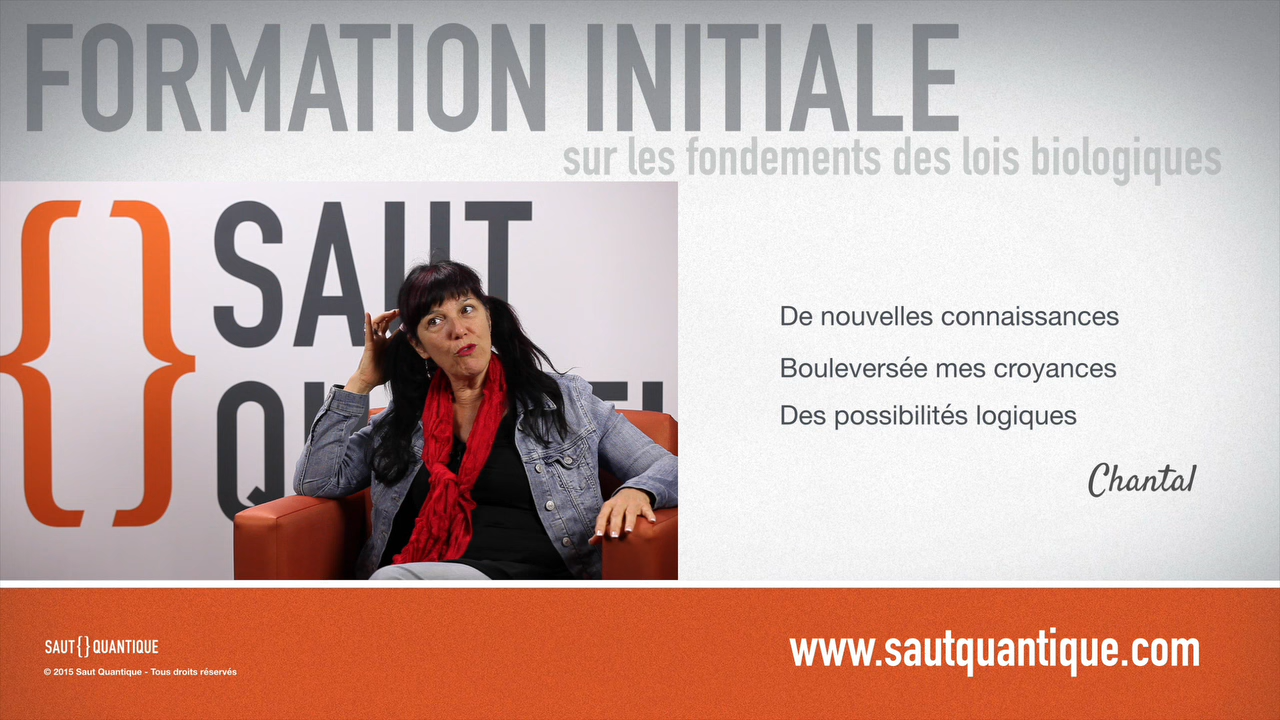 FORMATION INITIALE
sur les fondements des lois biologiques
SAUT
De nouvelles connaissances
Bouleversée mes croyances
Des possibilités logiques
Chantal
SAUT{}QUANTIQUE
© 2015 Saut Quantique - Tous droits réservés
www.sautquantique.com